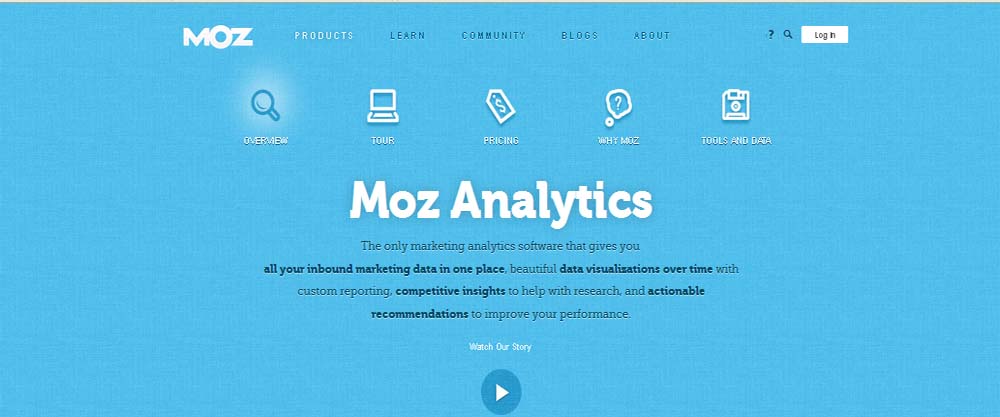 MOZ PRODUCTS LEARN COMMUNITY BLOGS ABOUT ? Log In
$ ?
OVERVIEW TOUR PRICING WHY MOZ TOOLS AND DATA
Moz Analytics
The only marketing analytics software that gives you
all your inbound marketing data in one place, beautiful data visualizations over time with
custom reporting, competitive insights to help with research, and actionable
recommendations to improve your performance.
Watch Our Story